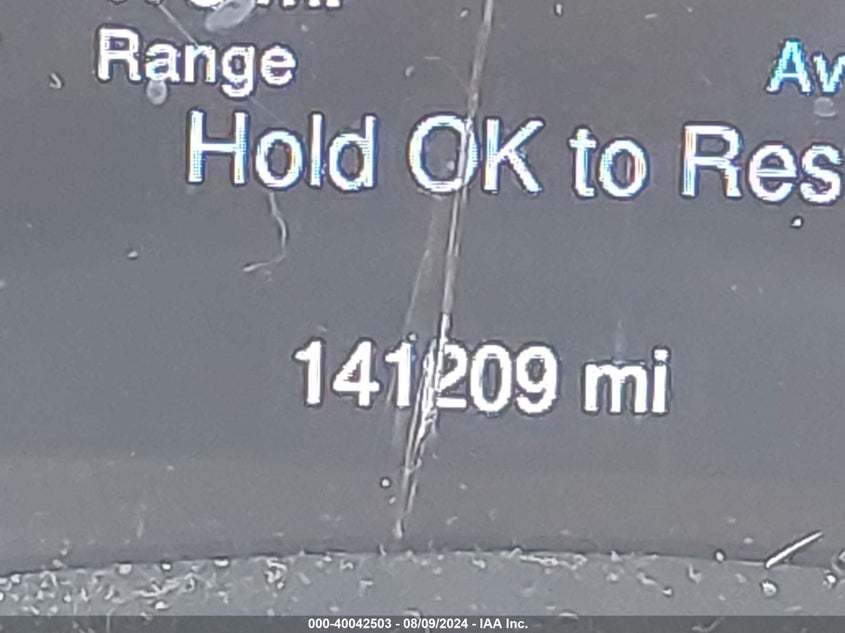 Range
Av
Hold OK to Res
141209 mi
000-40042503 - 08/09/2024 - IAA Inc.